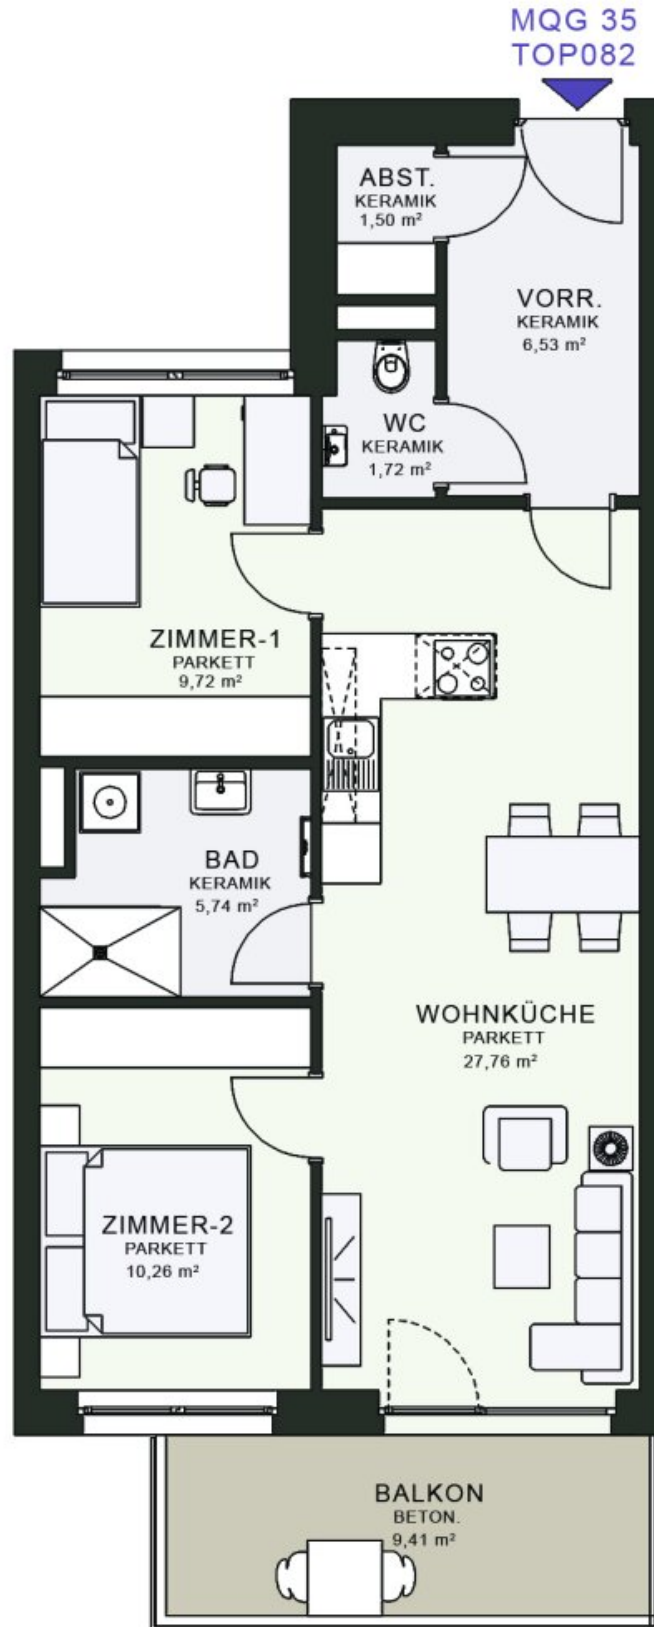 MQG 35
TOP082
ABST.
KERAMIK
1,50 m²
VORR.
KERAMIK
6,53 m²
WC
KERAMIK
1,72 m²
ZIMMER-1
PARKETT
9,72 m²
BAD
KERAMIK
5,74 m²
WOHNKÜCHE
PARKETT
27,76 m²
ZIMMER-2
PARKETT
10,26 m²
BALKON
BETON.
9,41 m²